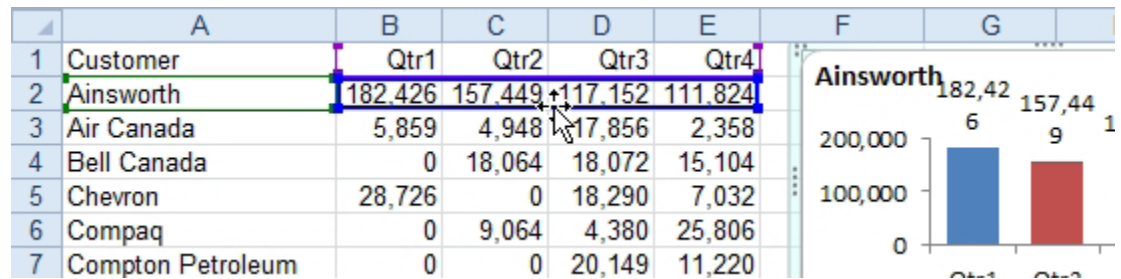 A B C D E F G
1 Customer Qtr1 Qtr2 Qtr3 Qtr4
2 Ainsworth 182,426 157,449 117,152 111,824
3 Air Canada 5,859 4,948 17,856 2,358
4 Bell Canada 0 18,064 18,072 15,104
5 Chevron 28,726 0 18,290 7,032
6 Compaq 0 9,064 4,380 25,806
7 Compton Petroleum 0 0 20,149 11,220
Ainsworth
182,42
6
157,44
9
1
200,000
100,000
0
Qtr1 Qtr2